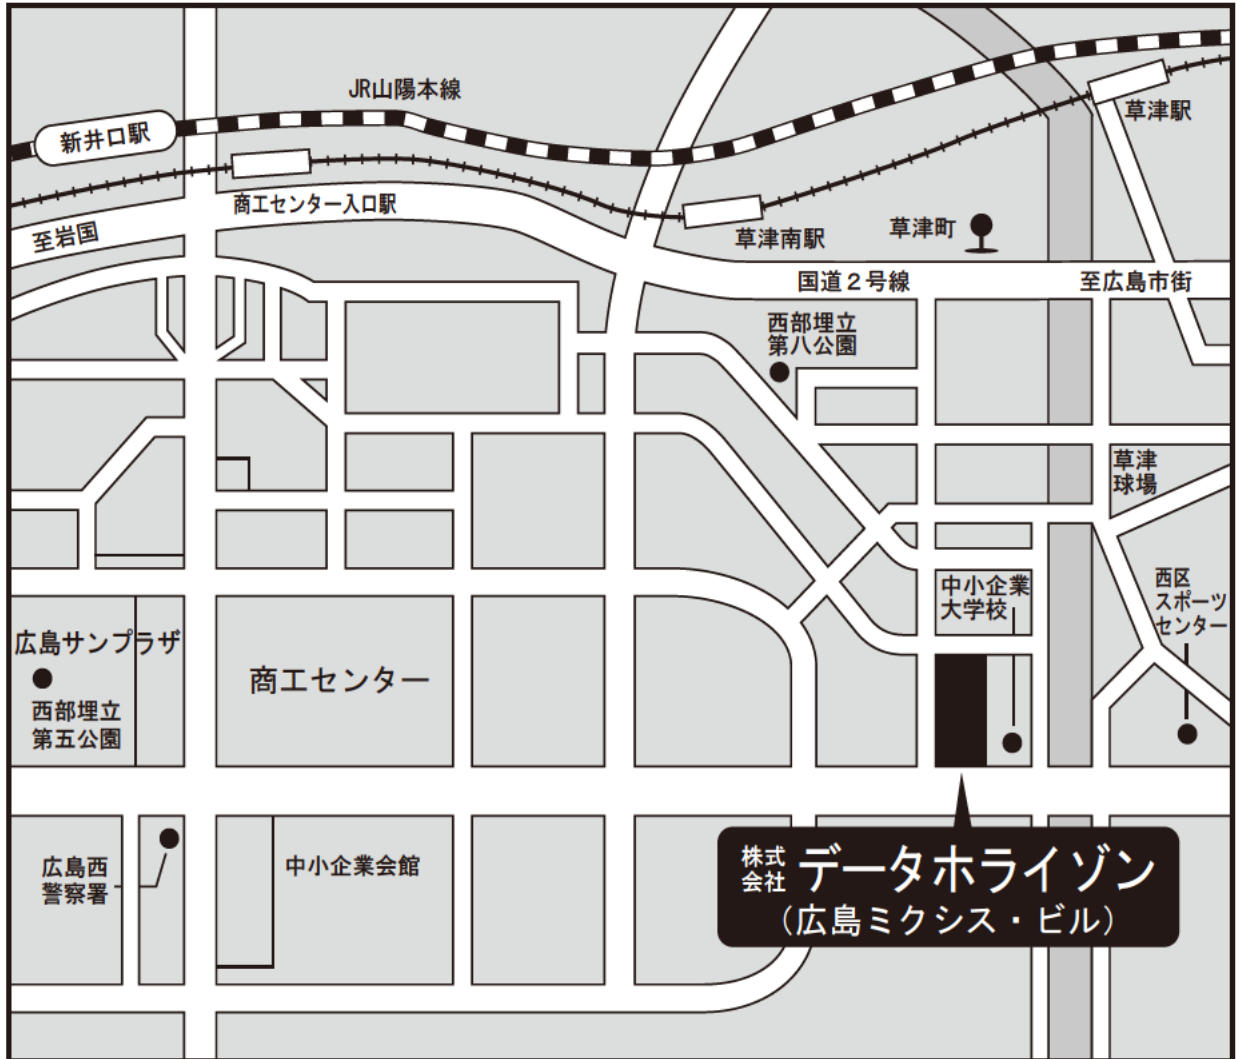 JR山陽本線
新井口駅
草津駅
商工センター入口駅
至岩国
草津南駅
草津町
国道2号線
至広島市街
西部埋立
第八公園
草津
球場
中小企業
大学校
西区
スポーツ
センター
広島サンプラザ
西部埋立
第五公園
商工センター
広島西
警察署
中小企業会館
株式
会社
データホライゾン
（広島ミクシス・ビル）